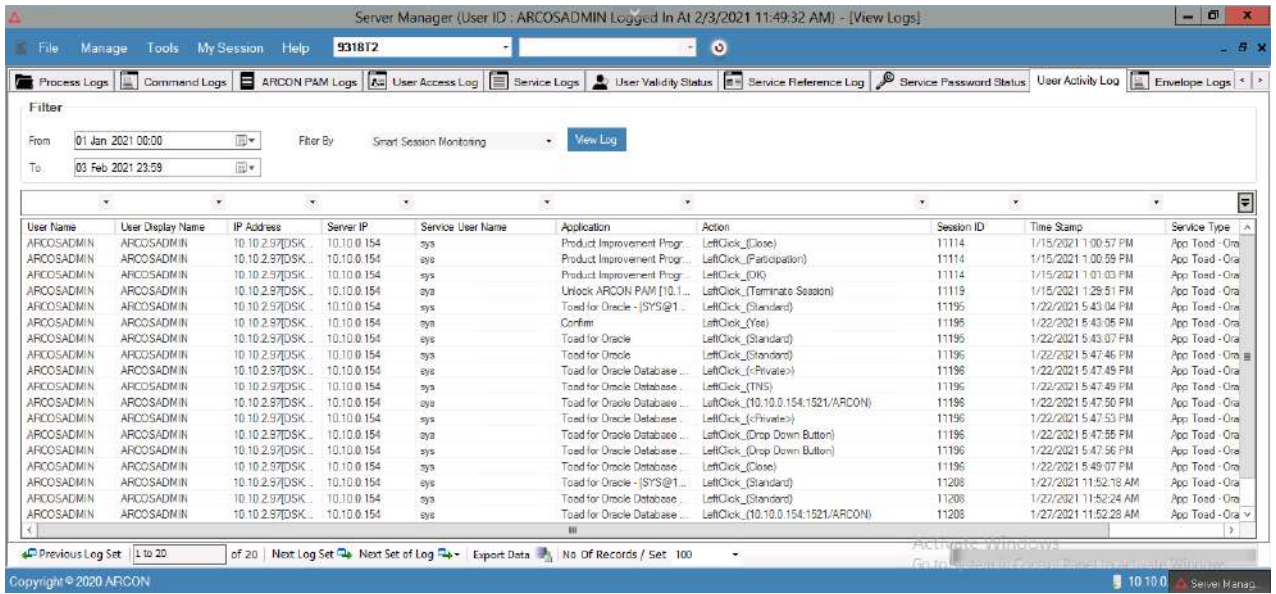 Server Manager (User ID : ARCOSADMIN Logged In At 2/3/2021 11:49:32 AM) - [View Logs]
File Manage Tools My Session Help 9318T2
Process Logs Command Logs ARCON PAM Logs User Access Log Service Logs User Validity Status Service Reference Log Service Password Status User Activity Log Envelope Logs
Filter
From 01 Jan 2021 00:00 Filter By Smart Session Monitoring View Log
To 03 Feb 2021 23:59
User Name User Display Name IP Address Server IP Service User Name Application Action Session ID Time Stamp Service Type
ARCOSADMIN ARCOSADMIN 10.10.2.97[DSK... 10.10.0.154 sys Product Improvement Progr... LeftClick_(Close) 11114 1/15/2021 1:00:57 PM App Toad - Ora
ARCOSADMIN ARCOSADMIN 10.10.2.97[DSK... 10.10.0.154 sys Product Improvement Progr... LeftClick_(Participation) 11114 1/15/2021 1:00:59 PM App Toad - Ora
ARCOSADMIN ARCOSADMIN 10.10.2.97[DSK... 10.10.0.154 sys Product Improvement Progr... LeftClick_(OK) 11114 1/15/2021 1:01:03 PM App Toad - Ora
ARCOSADMIN ARCOSADMIN 10.10.2.97[DSK... 10.10.0.154 sys Unlock ARCON PAM [10.1... LeftClick_(Terminate Session) 11119 1/15/2021 1:29:51 PM App Toad - Ora
ARCOSADMIN ARCOSADMIN 10.10.2.97[DSK... 10.10.0.154 sys Toad for Oracle - [SYS@1... LeftClick_(Standard) 11195 1/22/2021 5:43:04 PM App Toad - Ora
ARCOSADMIN ARCOSADMIN 10.10.2.97[DSK... 10.10.0.154 sys Confirm LeftClick_(Yes) 11195 1/22/2021 5:43:05 PM App Toad - Ora
ARCOSADMIN ARCOSADMIN 10.10.2.97[DSK... 10.10.0.154 sys Toad for Oracle LeftClick_(Standard) 11195 1/22/2021 5:43:07 PM App Toad - Ora
ARCOSADMIN ARCOSADMIN 10.10.2.97[DSK... 10.10.0.154 sys Toad for Oracle LeftClick_(Standard) 11196 1/22/2021 5:47:46 PM App Toad - Ora
ARCOSADMIN ARCOSADMIN 10.10.2.97[DSK... 10.10.0.154 sys Toad for Oracle Database ... LeftClick_(<Private>) 11196 1/22/2021 5:47:49 PM App Toad - Ora
ARCOSADMIN ARCOSADMIN 10.10.2.97[DSK... 10.10.0.154 sys Toad for Oracle Database ... LeftClick_(TNS) 11196 1/22/2021 5:47:49 PM App Toad - Ora
ARCOSADMIN ARCOSADMIN 10.10.2.97[DSK... 10.10.0.154 sys Toad for Oracle Database ... LeftClick_(10.10.0.154:1521/ARCON) 11196 1/22/2021 5:47:50 PM App Toad - Ora
ARCOSADMIN ARCOSADMIN 10.10.2.97[DSK... 10.10.0.154 sys Toad for Oracle Database ... LeftClick_(<Private>) 11196 1/22/2021 5:47:53 PM App Toad - Ora
ARCOSADMIN ARCOSADMIN 10.10.2.97[DSK... 10.10.0.154 sys Toad for Oracle Database ... LeftClick_(Drop Down Button) 11196 1/22/2021 5:47:55 PM App Toad - Ora
ARCOSADMIN ARCOSADMIN 10.10.2.97[DSK... 10.10.0.154 sys Toad for Oracle Database ... LeftClick_(Drop Down Button) 11196 1/22/2021 5:47:56 PM App Toad - Ora
ARCOSADMIN ARCOSADMIN 10.10.2.97[DSK... 10.10.0.154 sys Toad for Oracle Database ... LeftClick_(Close) 11196 1/22/2021 5:49:07 PM App Toad - Ora
ARCOSADMIN ARCOSADMIN 10.10.2.97[DSK... 10.10.0.154 sys Toad for Oracle - [SYS@1... LeftClick_(Standard) 11208 1/27/2021 11:52:18 AM App Toad - Ora
ARCOSADMIN ARCOSADMIN 10.10.2.97[DSK... 10.10.0.154 sys Toad for Oracle Database ... LeftClick_(Standard) 11208 1/27/2021 11:52:24 AM App Toad - Ora
ARCOSADMIN ARCOSADMIN 10.10.2.97[DSK... 10.10.0.154 sys Toad for Oracle Database ... LeftClick_(10.10.0.154:1521/ARCON) 11208 1/27/2021 11:52:28 AM App Toad - Ora
Previous Log Set 1 to 20 of 20 Next Log Set Next Set of Log Export Data No Of Records / Set 100
Activate Windows
Copyright © 2020 ARCON 10.10.0. Server Manag...